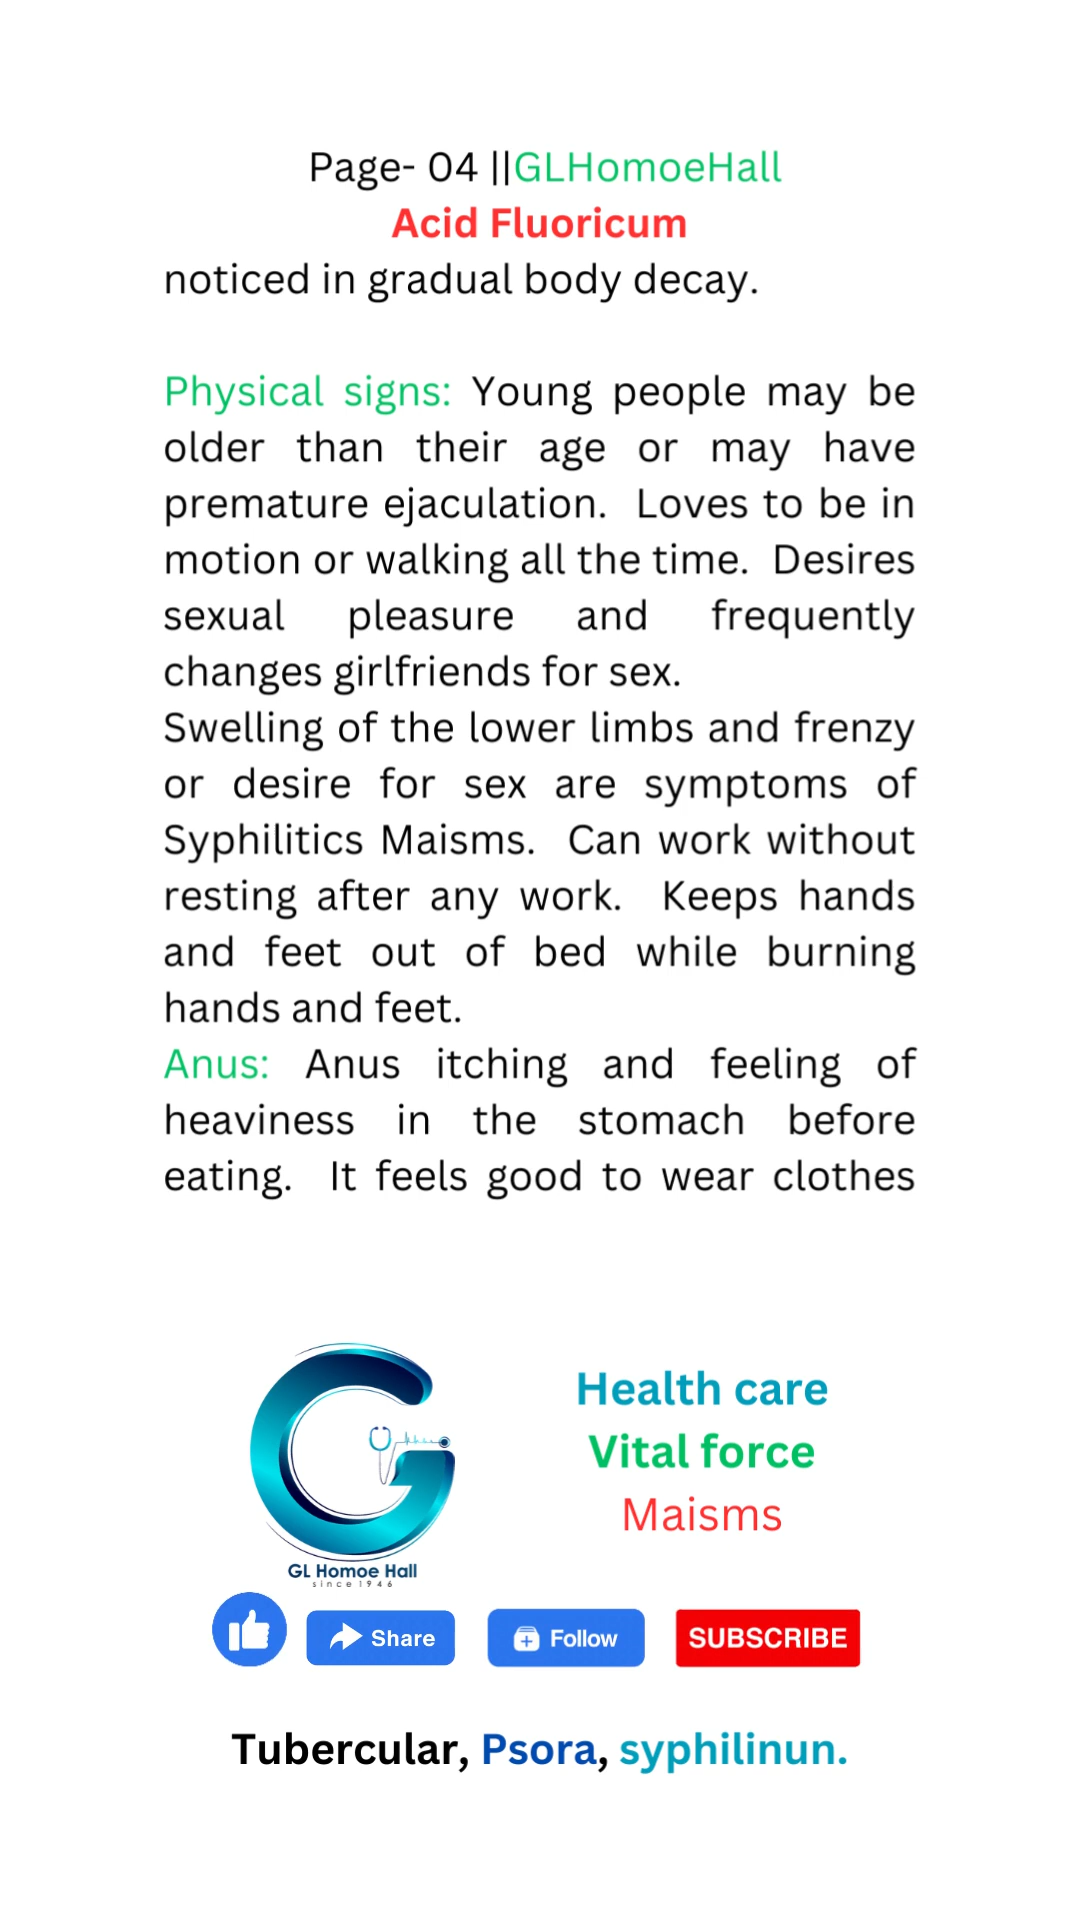 Page- 04 ||GLHomoeHall
Acid Fluoricum
noticed in gradual body decay.
Physical signs: Young people may be
older than their age or may have
premature ejaculation. Loves to be in
motion or walking all the time. Desires
sexual pleasure and frequently
changes girlfriends for sex.
Swelling of the lower limbs and frenzy
or desire for sex are symptoms of
Syphilitics Maisms. Can work without
resting after any work. Keeps hands
and feet out of bed while burning
hands and feet.
Anus: Anus itching and feeling of
heaviness in the stomach before
eating. It feels good to wear clothes
Health care
Vital force
Maisms
GL Homoe Hall
since 1946
Share
Follow
SUBSCRIBE
Tubercular, Psora, syphilinun.